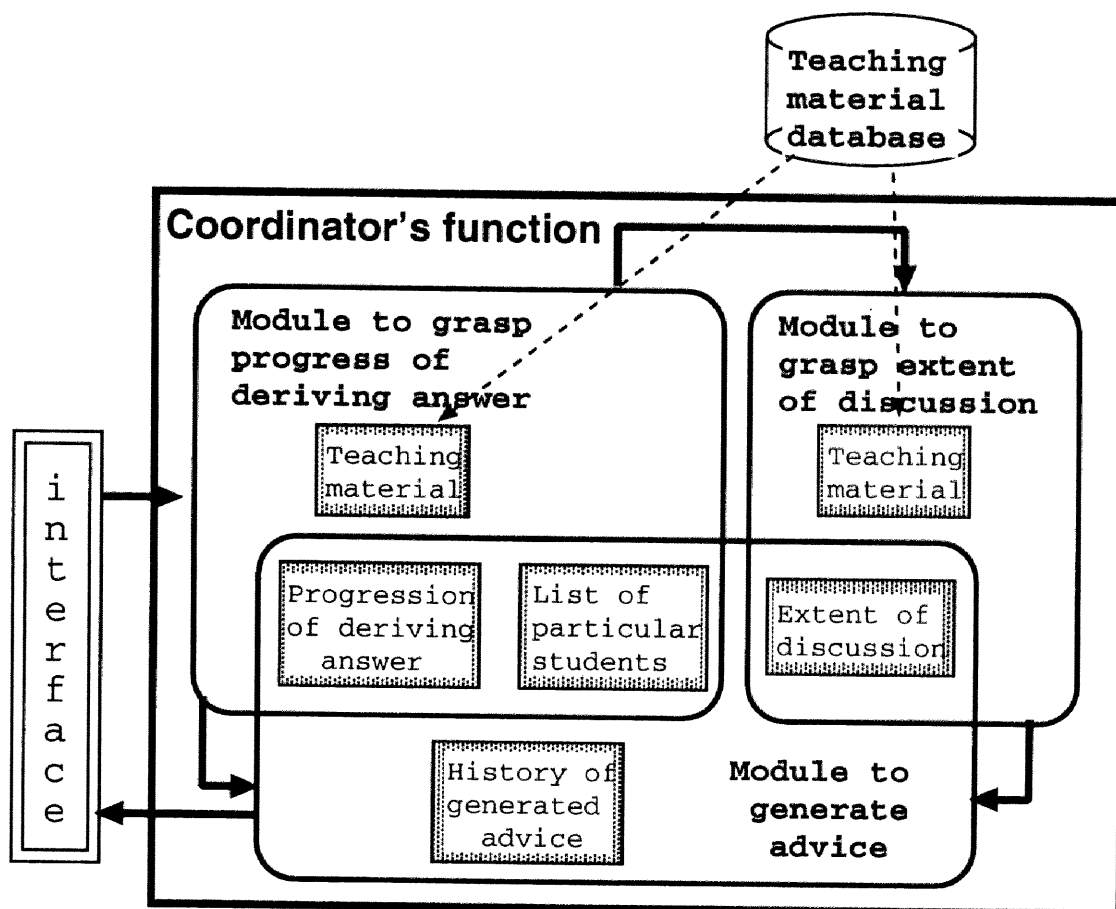 Teaching
material
database
Coordinator's function
Module to grasp
progress of
deriving answer
Module to
grasp extent
of discussion
Teaching
material
Teaching
material
interface
Progression
of deriving
answer
List of
particular
students
Extent of
discussion
History of
generated
advice
Module to
generate
advice